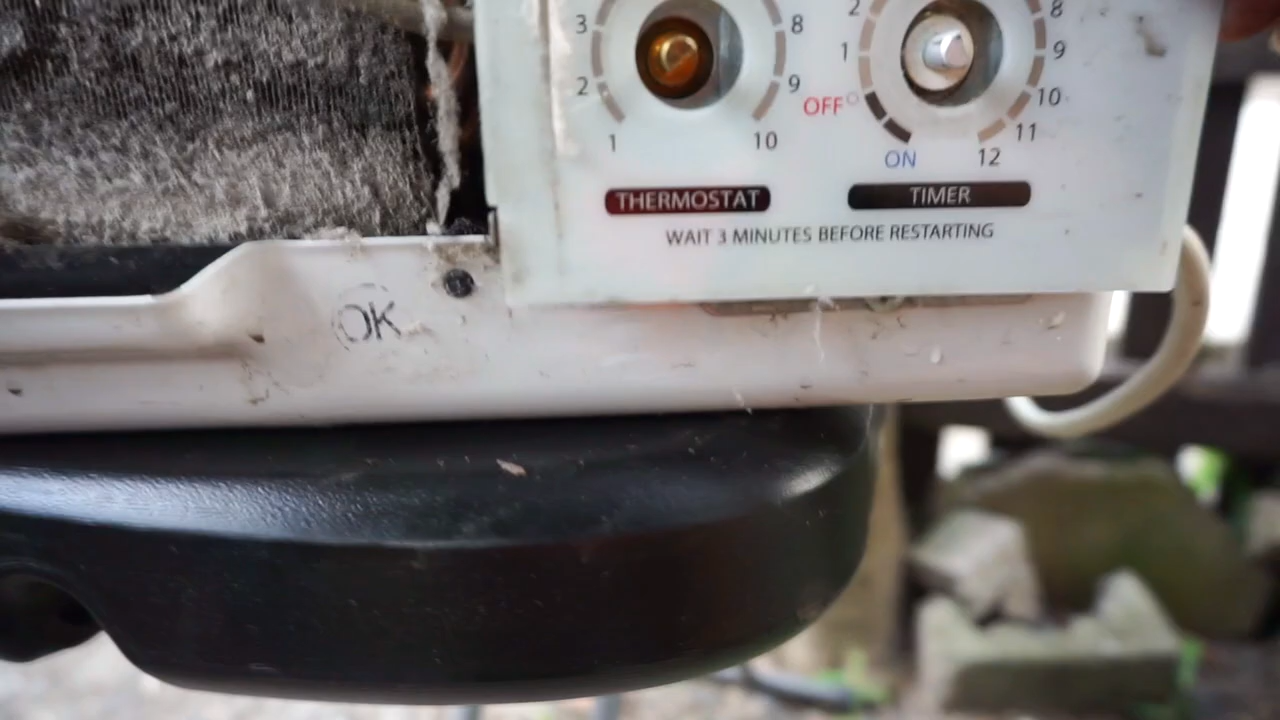 3 8
2 9
1 10
THERMOSTAT
2 8
1 9
OFF 10
11
ON 12
TIMER
WAIT 3 MINUTES BEFORE RESTARTING
OK